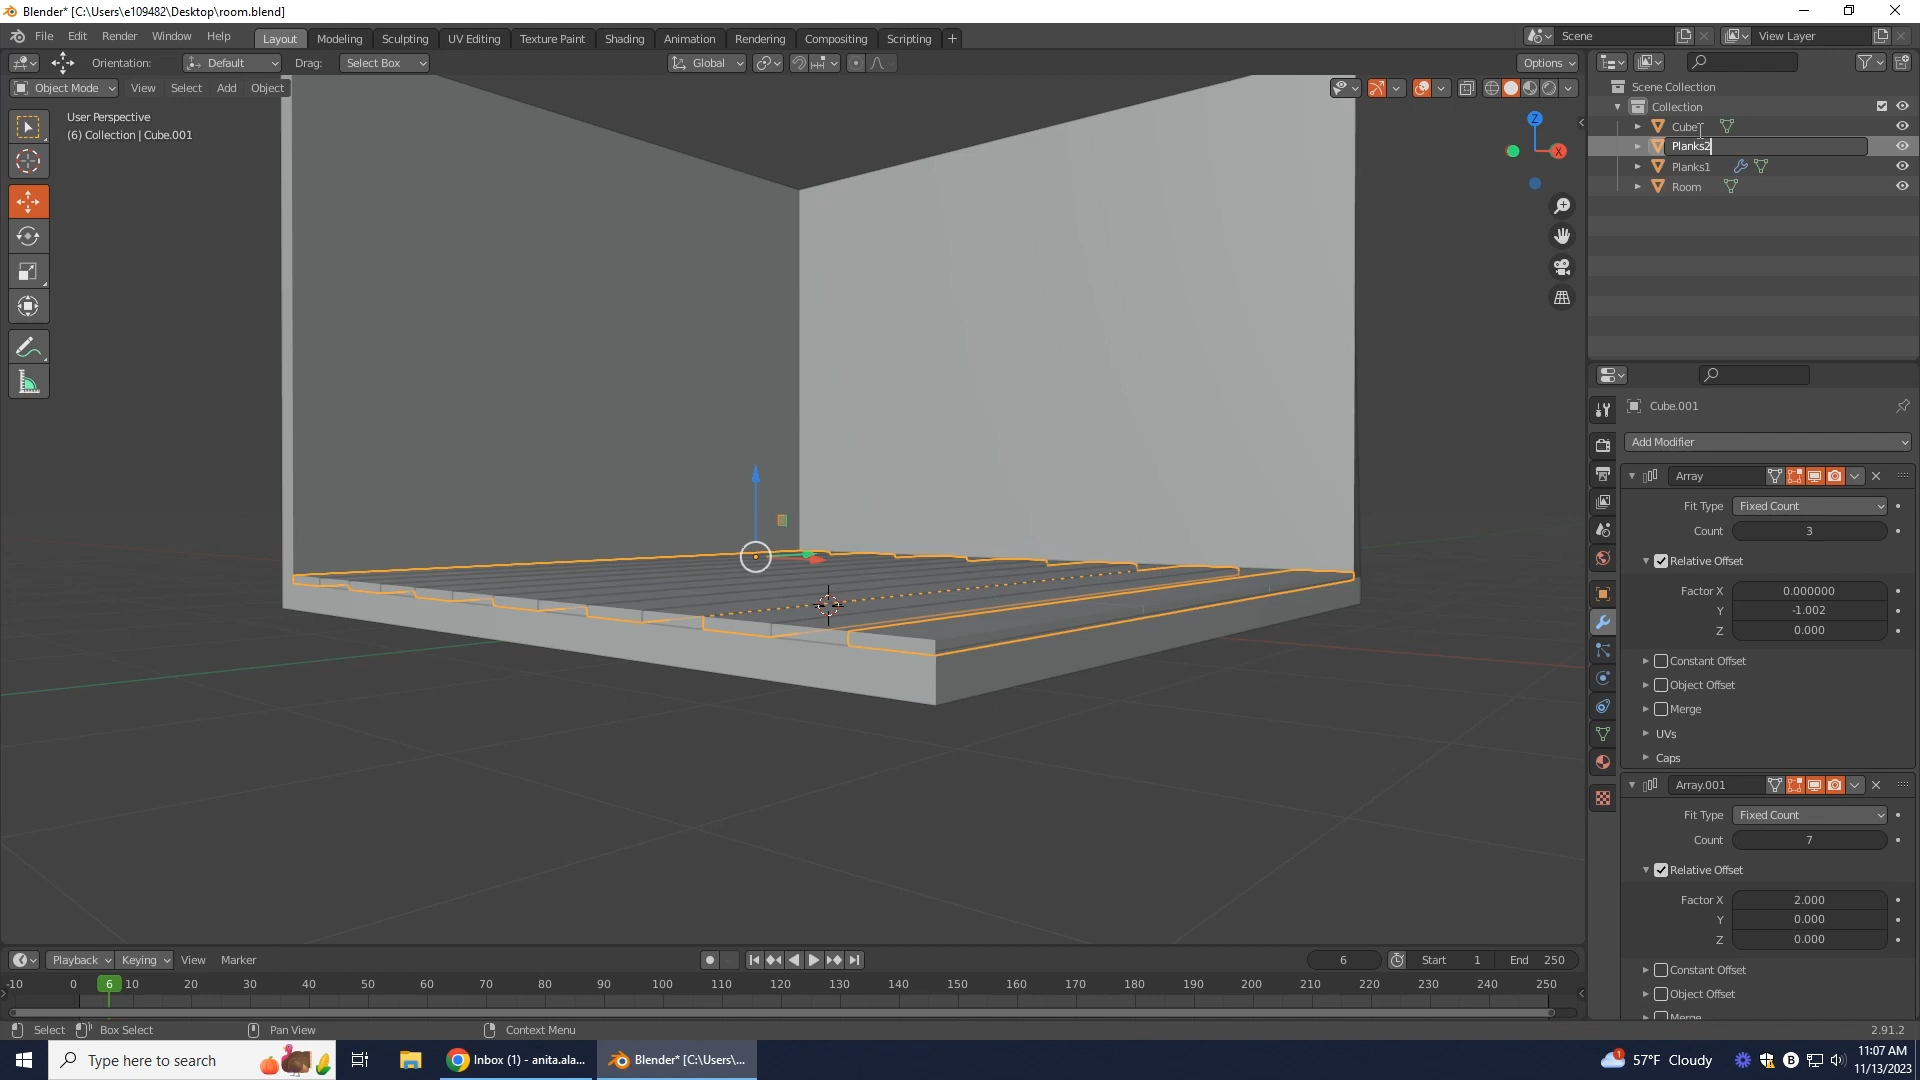 Blender* [C:\Users\e109482\Desktop\room.blend]
File Edit Render Window Help Layout Modeling Sculpting UV Editing Texture Paint Shading Animation Rendering Compositing Scripting + Scene View Layer
Orientation: Default Drag: Select Box Global Options
Object Mode View Select Add Object
User Perspective
(6) Collection | Cube.001
Z
X
Scene Collection
Collection
Cube
Planks2
Planks1
Room
Cube.001
Add Modifier
Array
Fit Type Fixed Count
Count 3
Relative Offset
Factor X 0.000000
Y -1.002
Z 0.000
Constant Offset
Object Offset
Merge
UVs
Caps
Array.001
Fit Type Fixed Count
Count 7
Relative Offset
Factor X 2.000
Y 0.000
Z 0.000
Constant Offset
Object Offset
Merge
Playback Keying View Marker 6 Start 1 End 250
-10 0 6 10 20 30 40 50 60 70 80 90 100 110 120 130 140 150 160 170 180 190 200 210 220 230 240 250
Select Box Select Pan View Context Menu 2.91.2
Type here to search Inbox (1) - anita.ala... Blender* [C:\Users\... 1 57°F Cloudy B 11:07 AM
11/13/2023